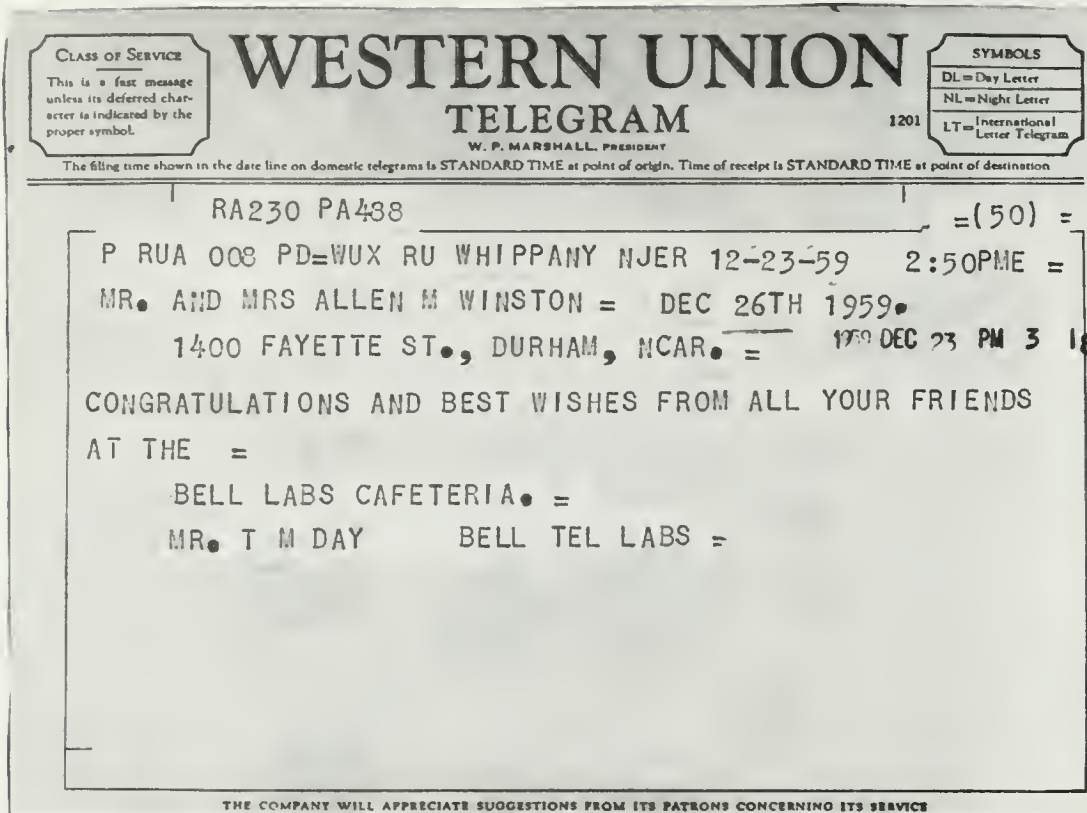 CLASS OF SERVICE
This is a fast message
unless its deferred char-
acter is indicated by the
proper symbol.
WESTERN UNION
TELEGRAM
W. P. MARSHALL, PRESIDENT
1201
SYMBOLS
DL=Day Letter
NL=Night Letter
LT=International
Letter Telegram
The filing time shown in the date line on domestic telegrams is STANDARD TIME at point of origin. Time of receipt is STANDARD TIME at point of destination
RA230 PA438
=(50) =
P RUA 008 PD=WUX RU WHIPPANY NJER 12-23-59 2:50PME =
MR. AND MRS ALLEN M WINSTON = DEC 26TH 1959.
1400 FAYETTE ST., DURHAM, NCAR. =
1959 DEC 23 PM 3
CONGRATULATIONS AND BEST WISHES FROM ALL YOUR FRIENDS
AT THE =
BELL LABS CAFETERIA. =
MR. T M DAY BELL TEL LABS =
THE COMPANY WILL APPRECIATE SUGGESTIONS FROM ITS PATRONS CONCERNING ITS SERVICE